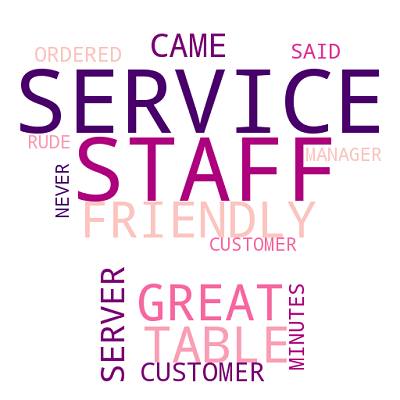 CAME
SAID
ORDERED
SERVICE
RUDE
STAFF
MANAGER
NEVER
FRIENDLY
CUSTOMER
SERVER
GREAT
MINUTES
TABLE
CUSTOMER